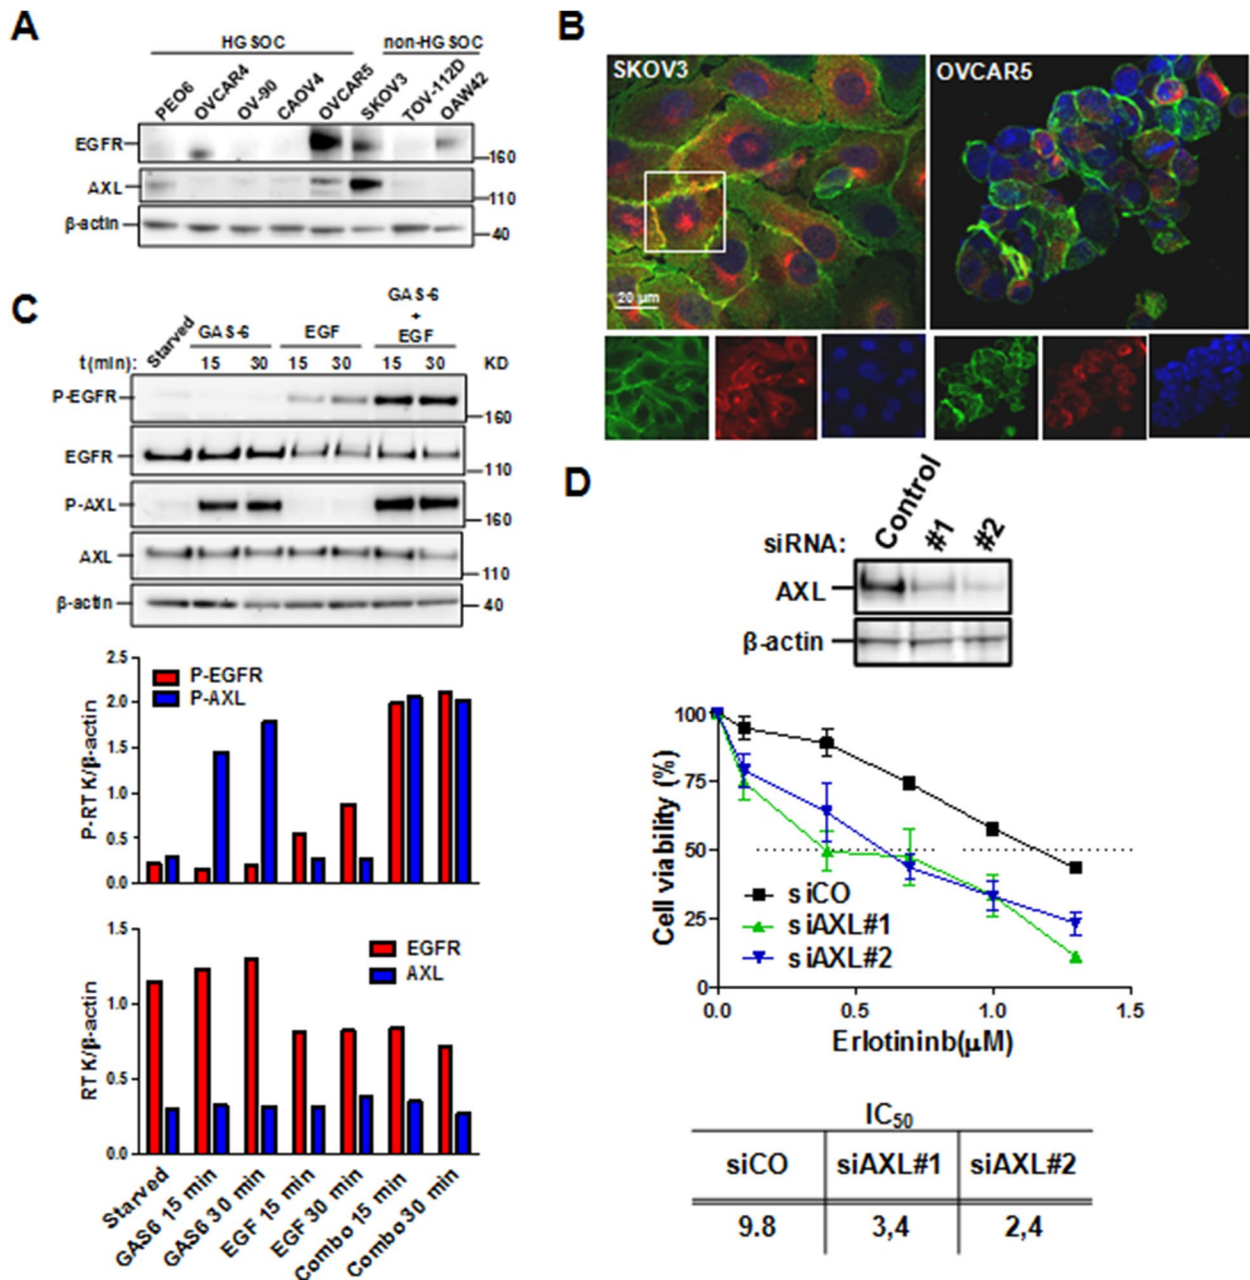 A
HGSOC non-HGSOC
PEO6 OVCAR4 OV-90 CAOV4 OVCAR5 SKOV3 TOV-112D OAW42
EGFR
160
AXL
110
β-actin
40
B
SKOV3 OVCAR5
20 µm
C
Starved GAS-6 EGF GAS-6
+
EGF
t(min): 15 30 15 30 15 30 KD
P-EGFR
160
EGFR
110
P-AXL
160
AXL
110
β-actin 40
P-RTK/β-actin
2.5
2.0
1.5
1.0
0.5
0.0
P-EGFR
P-AXL
RTK/β-actin
1.5
1.0
0.5
0.0
EGFR
AXL
Starved
GAS6 15 min
GAS6 30 min
EGF 15 min
EGF 30 min
Combo 15 min
Combo 30 min
D
siRNA: Control #1 #2
AXL
β-actin
Cell viability (%)
100
75
50
25
0
siCO
siAXL#1
siAXL#2
0.0 0.5 1.0 1.5
Erlotininb(µM)
IC50
siCO siAXL#1 siAXL#2
9.8 3,4 2,4